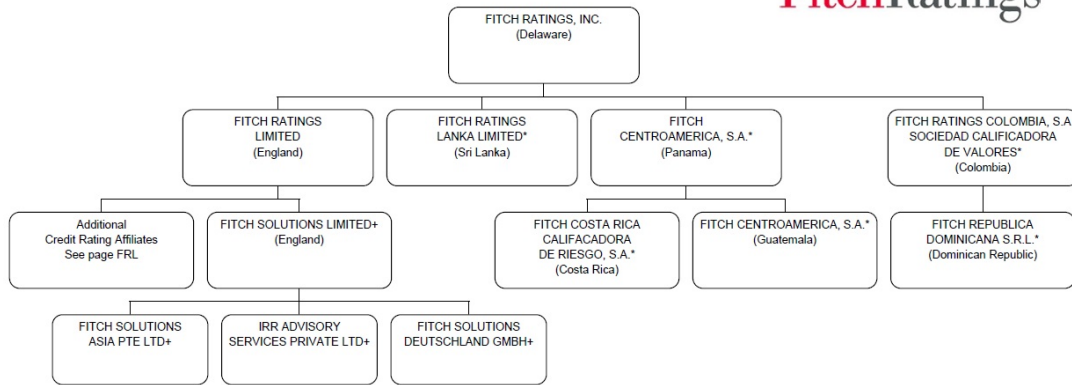 FitchRatings
FITCH RATINGS, INC.
(Delaware)
FITCH RATINGS
LIMITED
(England)
FITCH RATINGS
LANKA LIMITED*
(Sri Lanka)
FITCH
CENTROAMERICA, S.A.*
(Panama)
FITCH RATINGS COLOMBIA, S.A
SOCIEDAD CALIFICADORA
DE VALORES*
(Colombia)
Additional
Credit Rating Affiliates
See page FRL
FITCH SOLUTIONS LIMITED+
(England)
FITCH COSTA RICA
CALIFACADORA
DE RIESGO, S.A.*
(Costa Rica)
FITCH CENTROAMERICA, S.A.*
(Guatemala)
FITCH REPUBLICA
DOMINICANA S.R.L.*
(Dominican Republic)
FITCH SOLUTIONS
ASIA PTE LTD+
IRR ADVISORY
SERVICES PRIVATE LTD+
FITCH SOLUTIONS
DEUTSCHLAND GMBH+